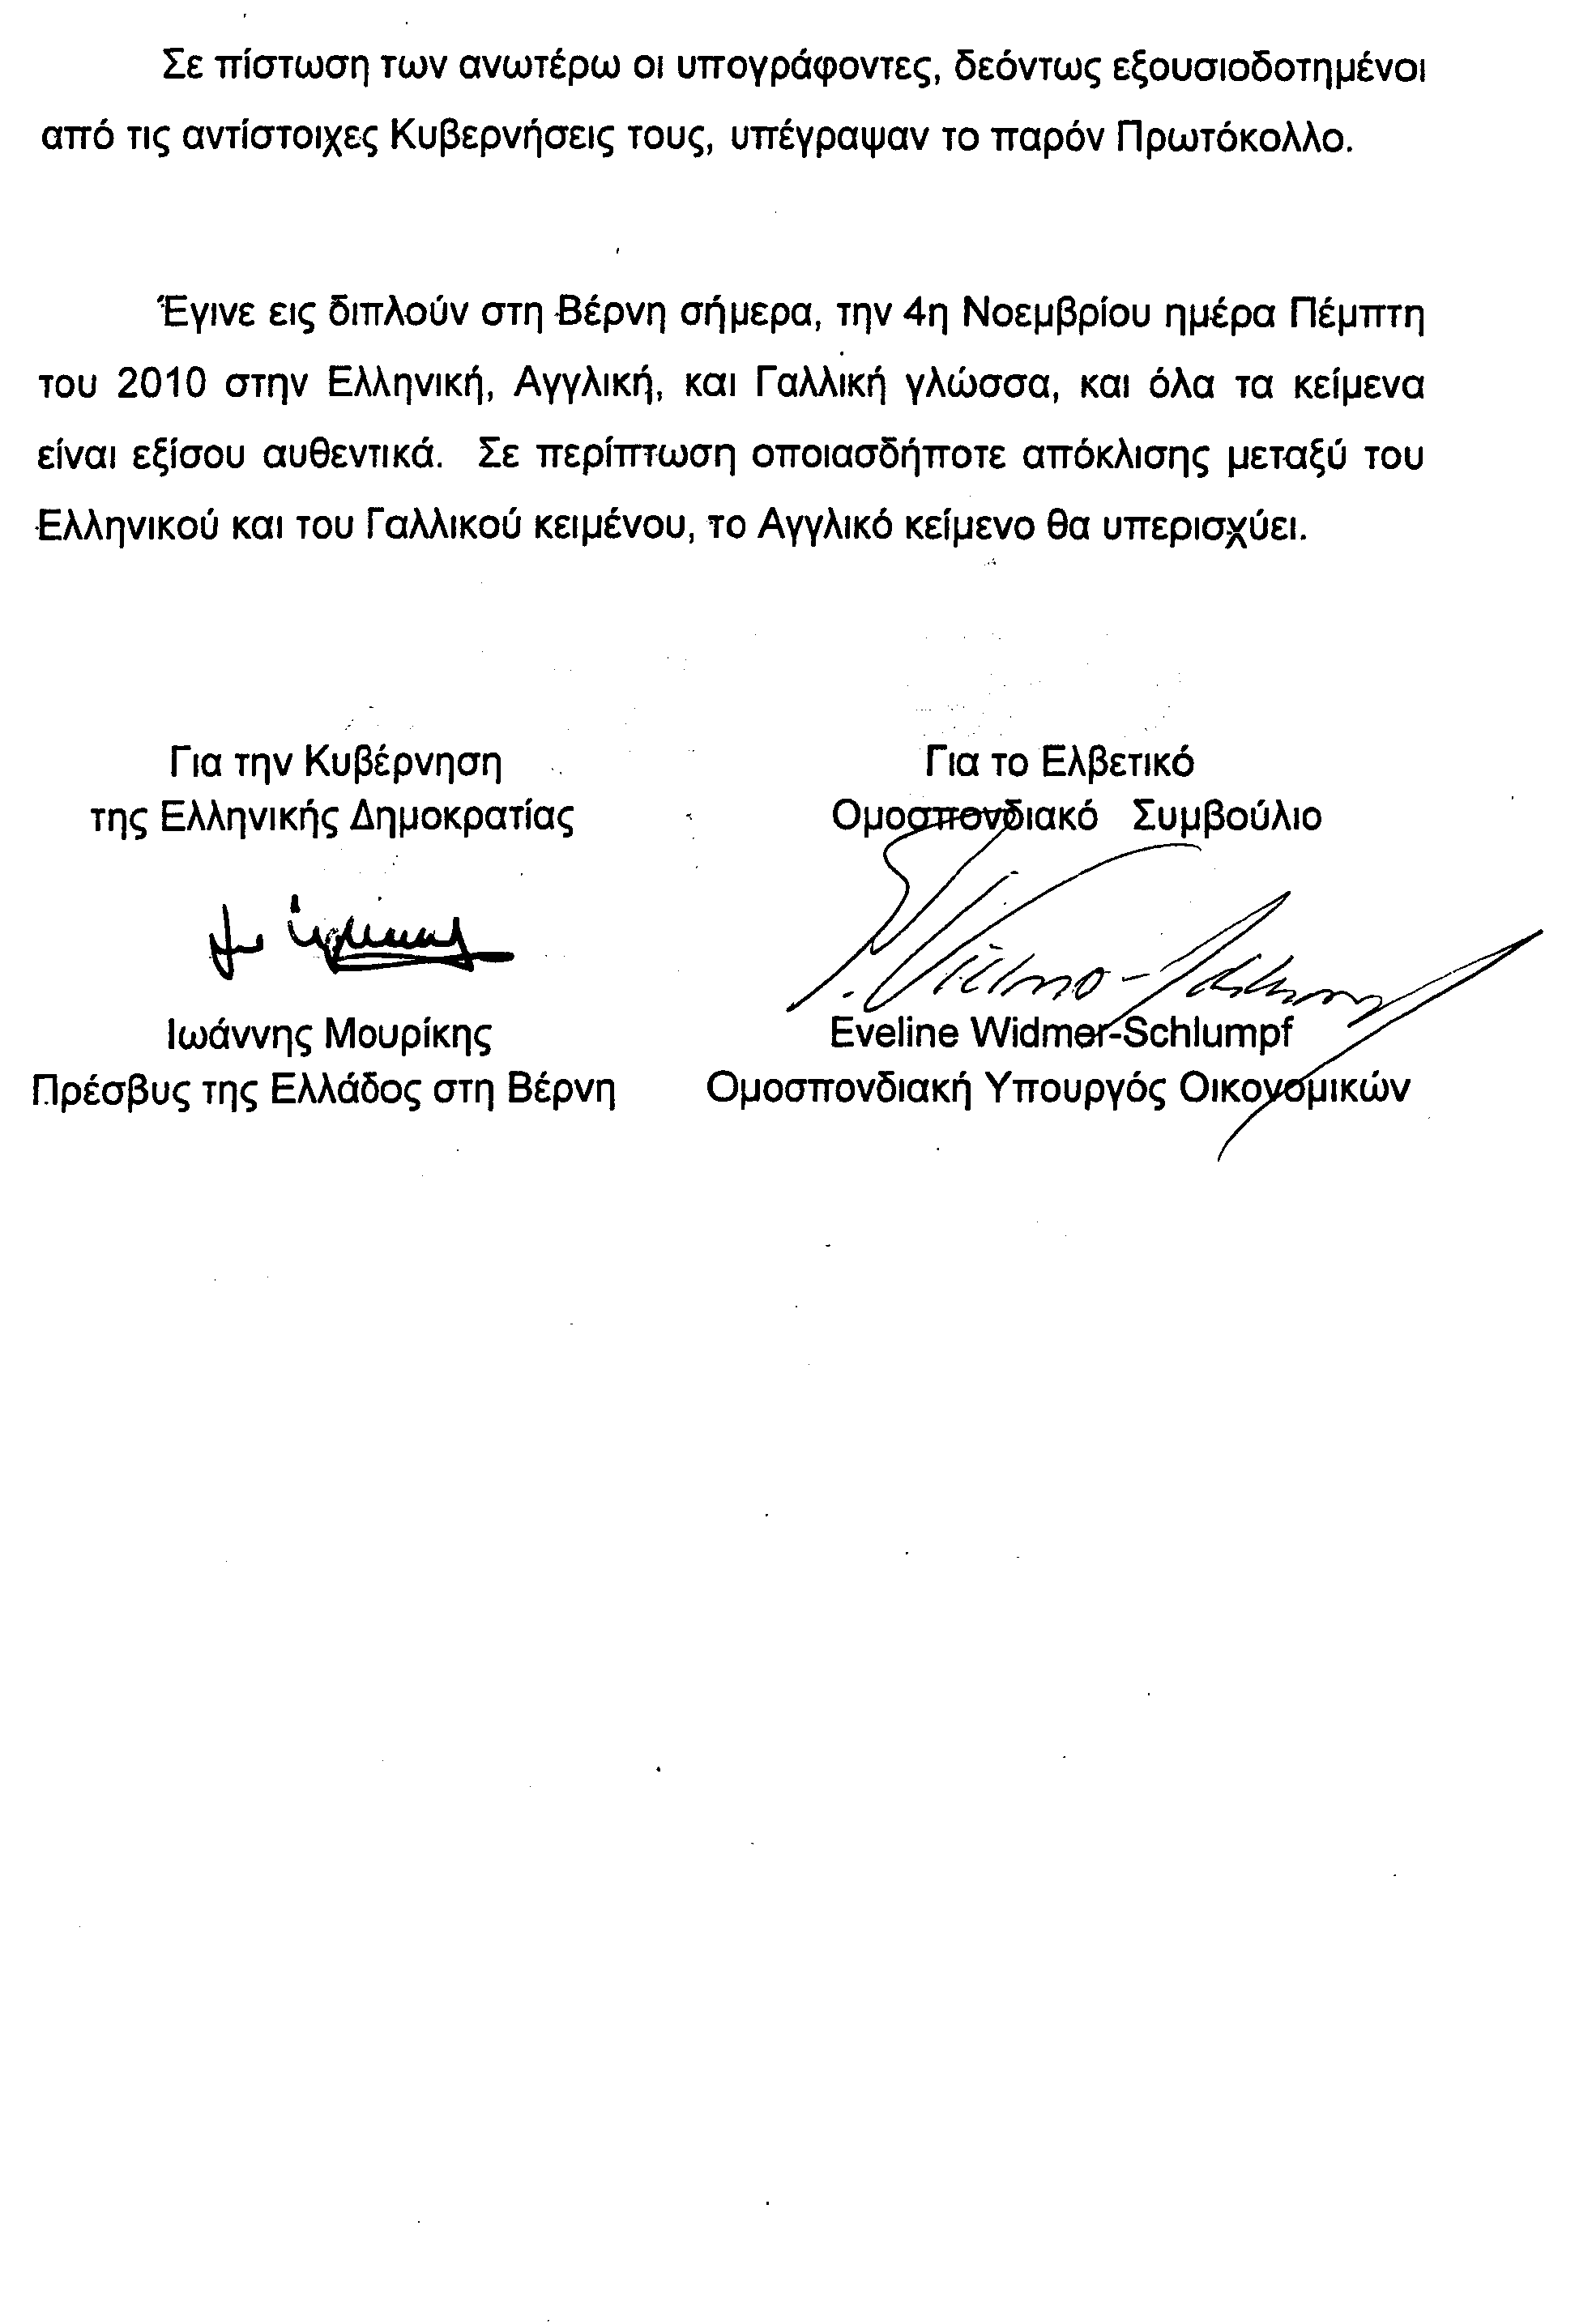 Σε πίστωση των ανωτέρω οι υπογράφοντες, δεόντως εξουσιοδοτημένοι
από τις αντίστοιχες Κυβερνήσεις τους, υπέγραψαν το παρόν Πρωτόκολλο.
Έγινε εις διπλούν στη Βέρνη σήμερα, την 4η Νοεμβρίου ημέρα Πέμπτη
του 2010 στην Ελληνική, Αγγλική, και Γαλλική γλώσσα, και όλα τα κείμενα
είναι εξίσου αυθεντικά. Σε περίπτωση οποιασδήποτε απόκλισης μεταξύ του
Ελληνικού και του Γαλλικού κειμένου, το Αγγλικό κείμενο θα υπερισχύει.
Για την Κυβέρνηση
της Ελληνικής Δημοκρατίας
Ιωάννης Μουρίκης
Πρέσβυς της Ελλάδος στη Βέρνη
Για το Ελβετικό
Ομοσπονδιακό Συμβούλιο
Eveline Widmer-Schlumpf
Ομοσπονδιακή Υπουργός Οικονομικών